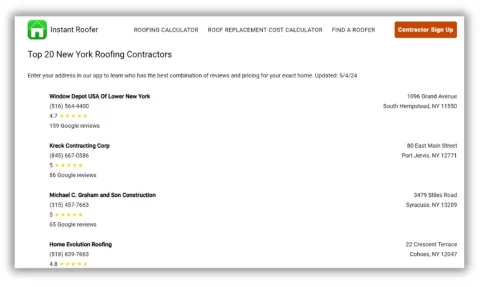 Instant Roofer
ROOFING CALCULATOR ROOF REPLACEMENT COST CALCULATOR FIND A ROOFER Contractor Sign Up
Top 20 New York Roofing Contractors
Enter your address in our app to learn who has the best combination of reviews and pricing for your exact home. Updated: 5/4/24
Window Depot USA Of Lower New York
(516) 564-4400
4.7 ★★★★★
159 Google reviews
1096 Grand Avenue
South Hempstead, NY 11550
Kreck Contracting Corp
(845) 667-0586
5 ★★★★★
86 Google reviews
80 East Main Street
Port Jervis, NY 12771
Michael C. Graham and Son Construction
(315) 457-7663
5 ★★★★★
65 Google reviews
3479 Stiles Road
Syracuse, NY 13209
Home Evolution Roofing
(518) 639-7663
4.8 ★★★★★
22 Crescent Terrace
Cohoes, NY 12047